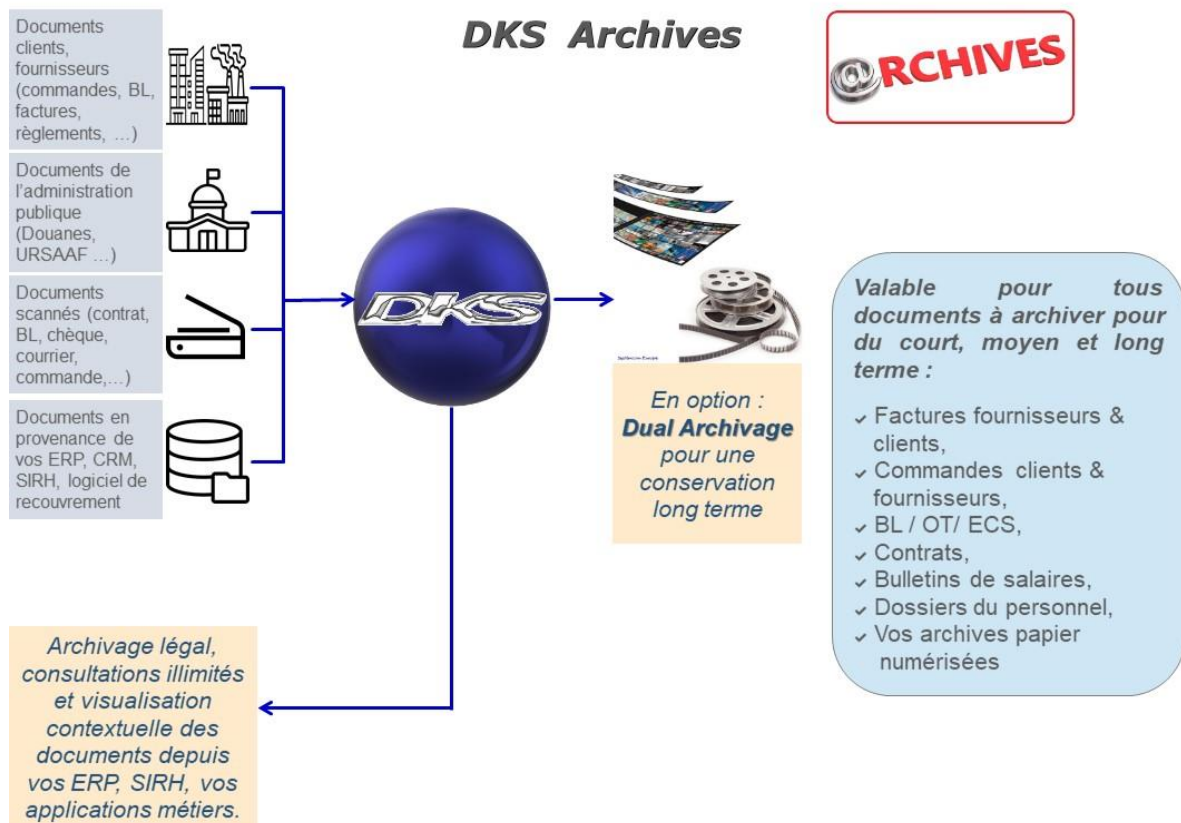 DKS Archives
@RCHIVES
Documents
clients,
fournisseurs
(commandes, BL,
factures,
règlements, …)
Documents de
l’administration
publique
(Douanes,
URSAAF …)
Documents
scannés (contrat,
BL, chèque,
courrier,
commande,…)
Documents en
provenance de
vos ERP, CRM,
SIRH, logiciel de
recouvrement
DKS
En option :
Dual Archivage
pour une
conservation
long terme
Valable pour tous
documents à archiver pour
du court, moyen et long
terme :
✓ Factures fournisseurs &
clients,
✓ Commandes clients &
fournisseurs,
✓ BL / OT/ ECS,
✓ Contrats,
✓ Bulletins de salaires,
✓ Dossiers du personnel,
✓ Vos archives papier
numérisées
Archivage légal,
consultations illimités
et visualisation
contextuelle des
documents depuis
vos ERP, SIRH, vos
applications métiers.